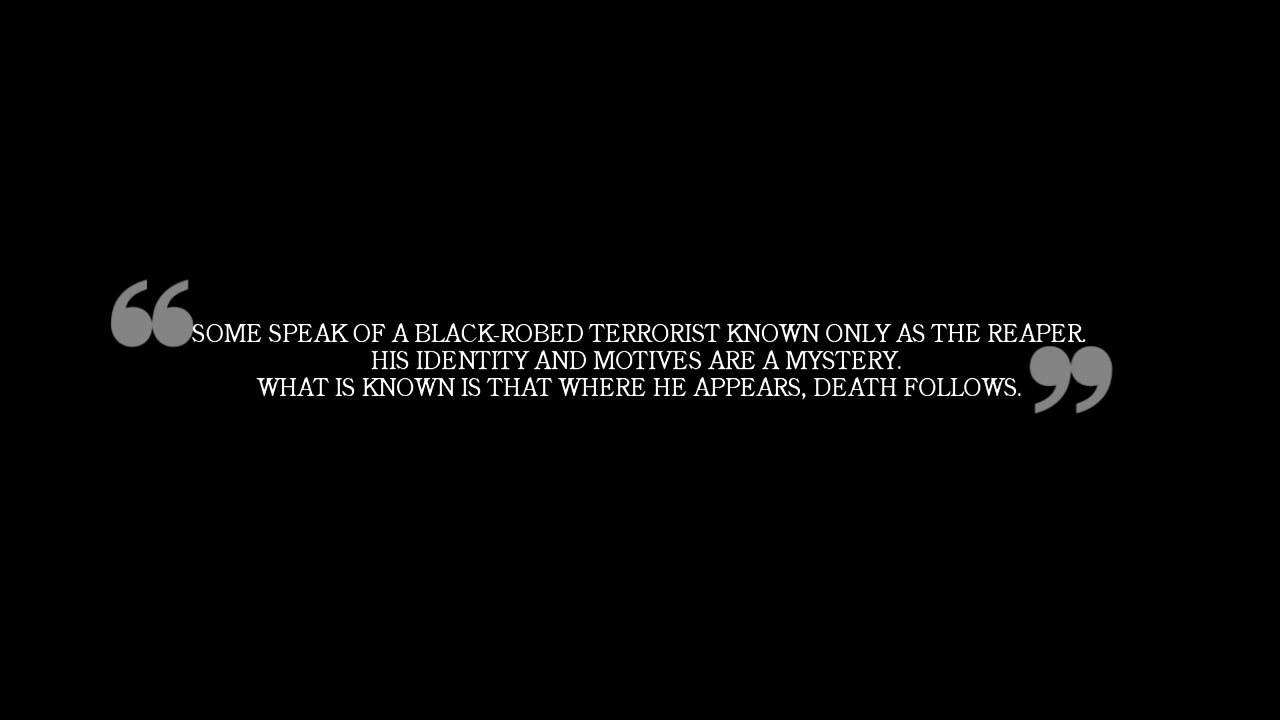 “SOME SPEAK OF A BLACK-ROBED TERRORIST KNOWN ONLY AS THE REAPER.
HIS IDENTITY AND MOTIVES ARE A MYSTERY.
WHAT IS KNOWN IS THAT WHERE HE APPEARS, DEATH FOLLOWS.”